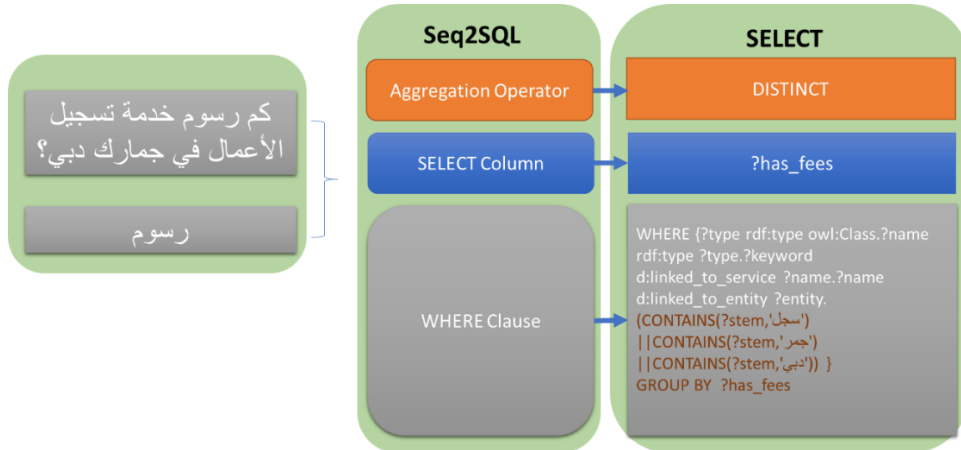 كم رسوم خدمة تسجيل
الأعمال في جمارك دبي؟
رسوم
Seq2SQL
Aggregation Operator
SELECT Column
WHERE Clause
SELECT
DISTINCT
?has_fees
WHERE {?type rdf:type owl:Class.?name
rdf:type ?type.?keyword
d:linked_to_service ?name.?name
d:linked_to_entity ?entity.
(CONTAINS(?stem,'سجل')
||CONTAINS(?stem,'جمر')
||CONTAINS(?stem,'دبي')) }
GROUP BY ?has_fees